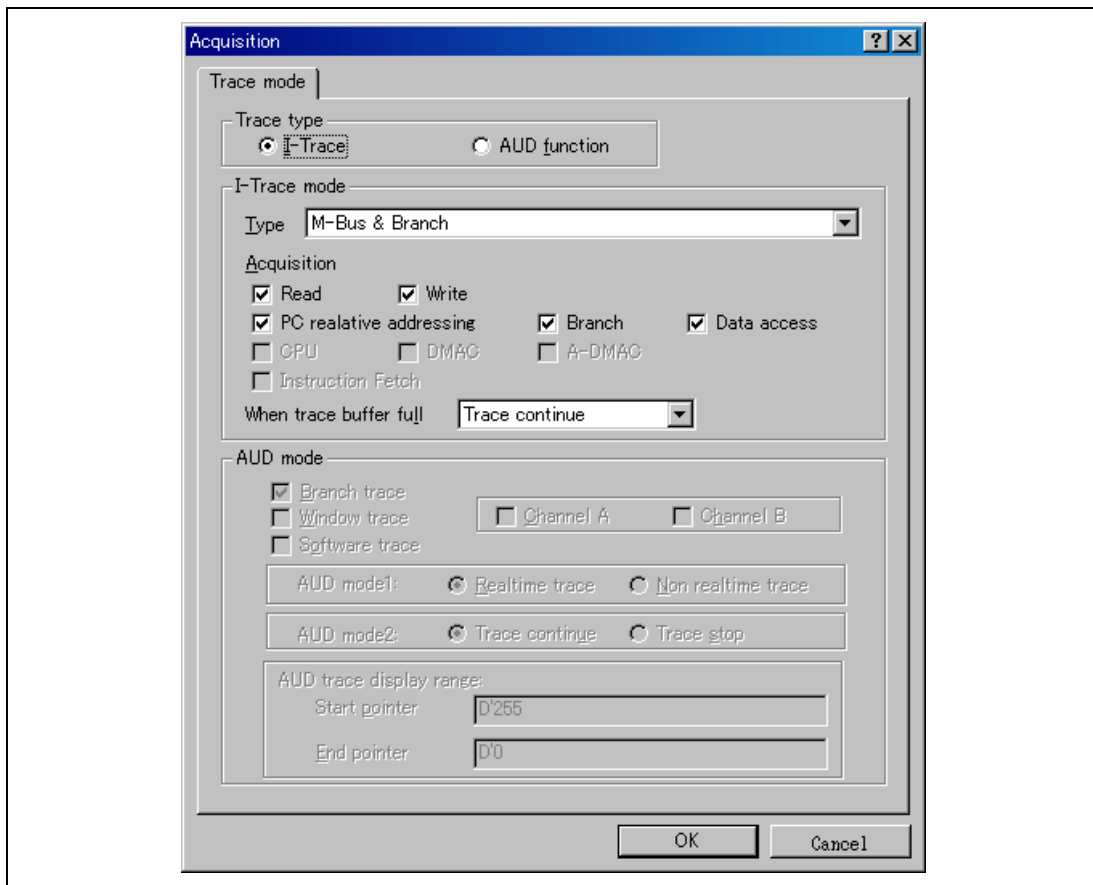 Acquisition
Trace mode
Trace type
I-Trace AUD function
I-Trace mode
Type M-Bus & Branch
Acquisition
Read Write
PC realative addressing Branch Data access
CPU DMAC A-DMAC
Instruction Fetch
When trace buffer full Trace continue
AUD mode
Branch trace
Window trace Channel A Channel B
Software trace
AUD mode1: Realtime trace Non realtime trace
AUD mode2: Trace continue Trace stop
AUD trace display range:
Start pointer D'255
End pointer D'0
OK Cancel